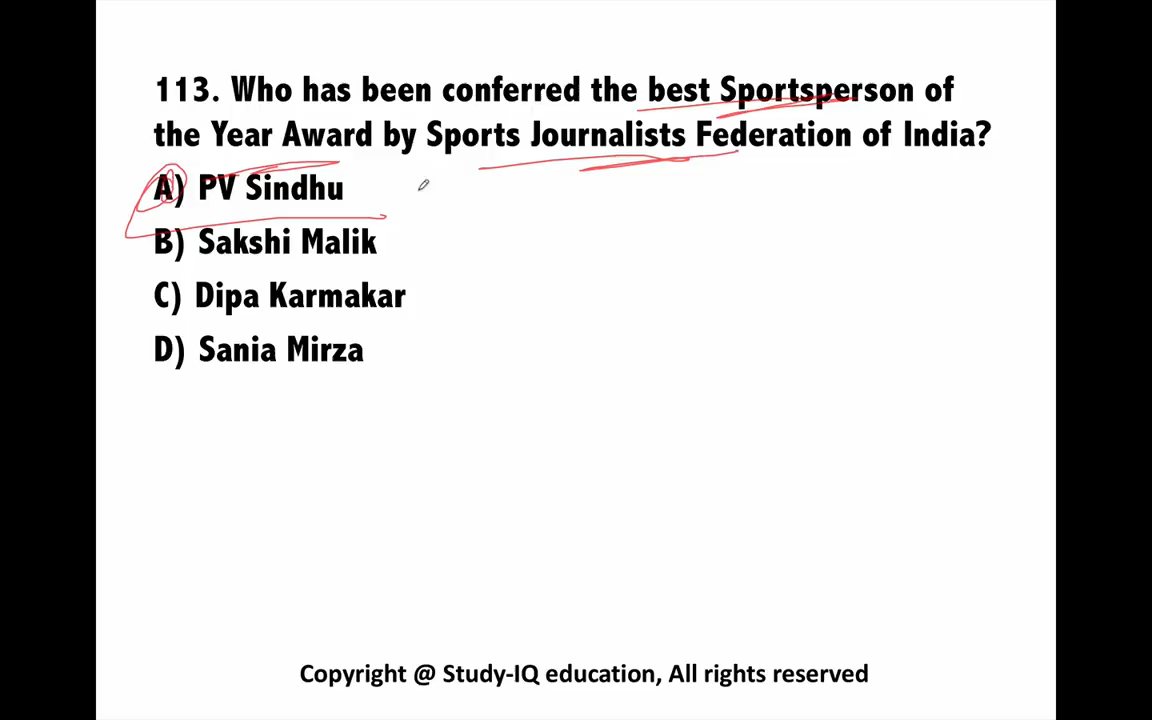 113. Who has been conferred the best Sportsperson of
the Year Award by Sports Journalists Federation of India?
A) PV Sindhu
B) Sakshi Malik
C) Dipa Karmakar
D) Sania Mirza
Copyright @ Study-IQ education, All rights reserved